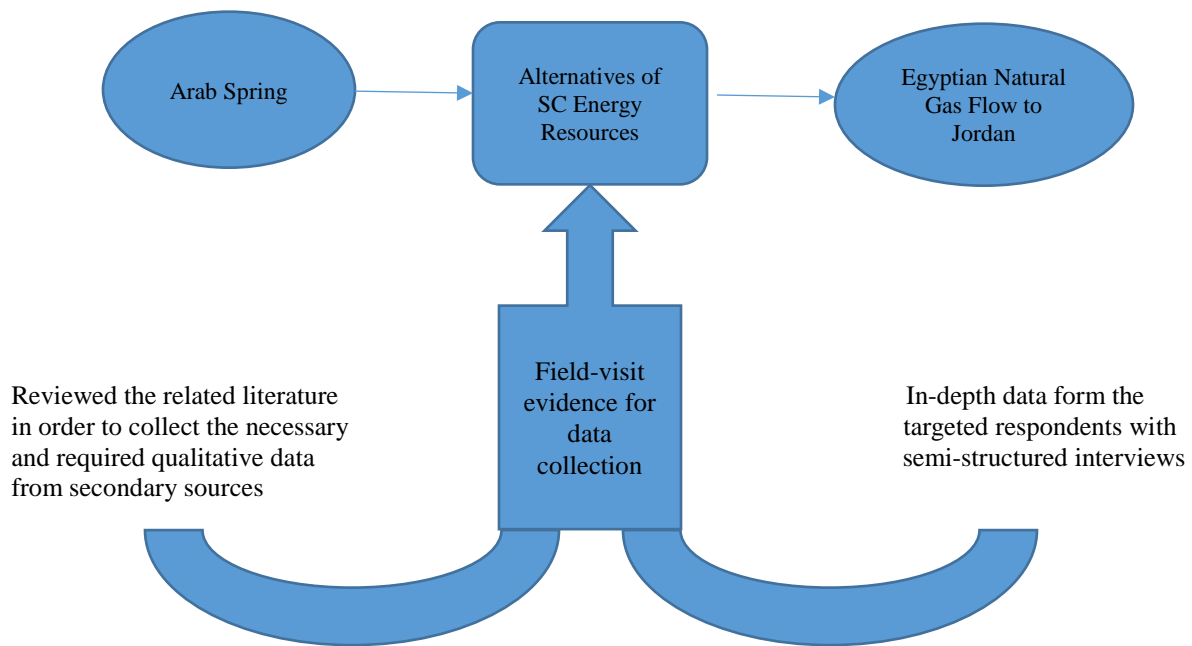 Arab Spring
Alternatives of
SC Energy
Resources
Egyptian Natural
Gas Flow to
Jordan
Field-visit
evidence for
data
collection
Reviewed the related literature
in order to collect the necessary
and required qualitative data
from secondary sources
In-depth data form the
targeted respondents with
semi-structured interviews